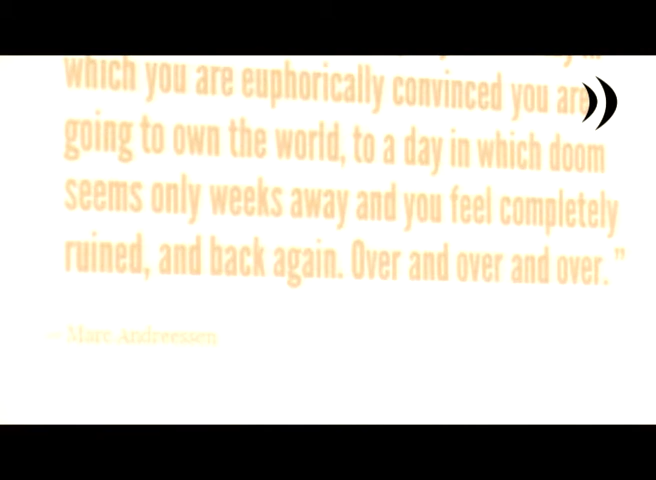 which you are euphorically convinced you are
going to own the world, to a day in which doom
seems only weeks away and you feel completely
ruined, and back again. Over and over and over.”
— Marc Andreessen